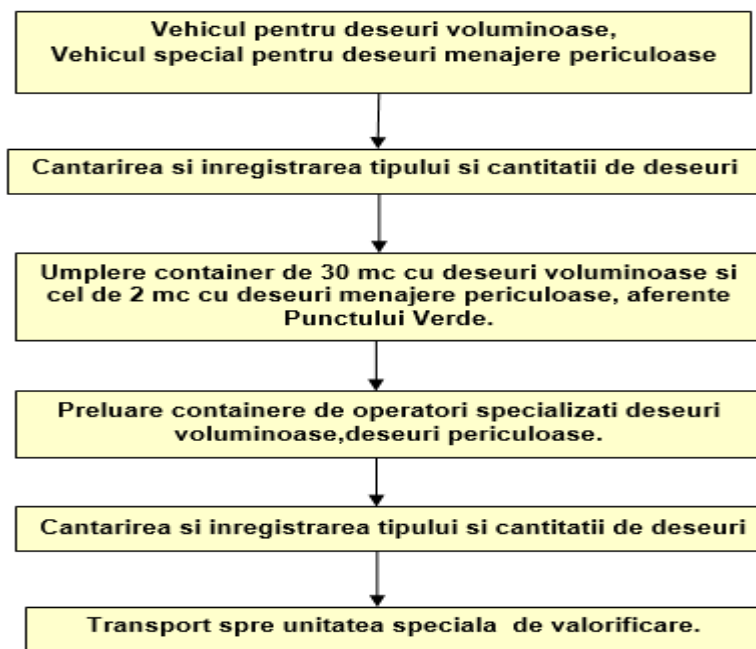 Vehicul pentru deseuri voluminoase,
Vehicul special pentru deseuri menajere periculoase
Cantarirea si inregistrarea tipului si cantitatii de deseuri
Umplere container de 30 mc cu deseuri voluminoase si
cel de 2 mc cu deseuri menajere periculoase, aferente
Punctului Verde.
Preluare containere de operatori specializati deseuri
voluminoase,deseuri periculoase.
Cantarirea si inregistrarea tipului si cantitatii de deseuri
Transport spre unitatea speciala  de valorificare.